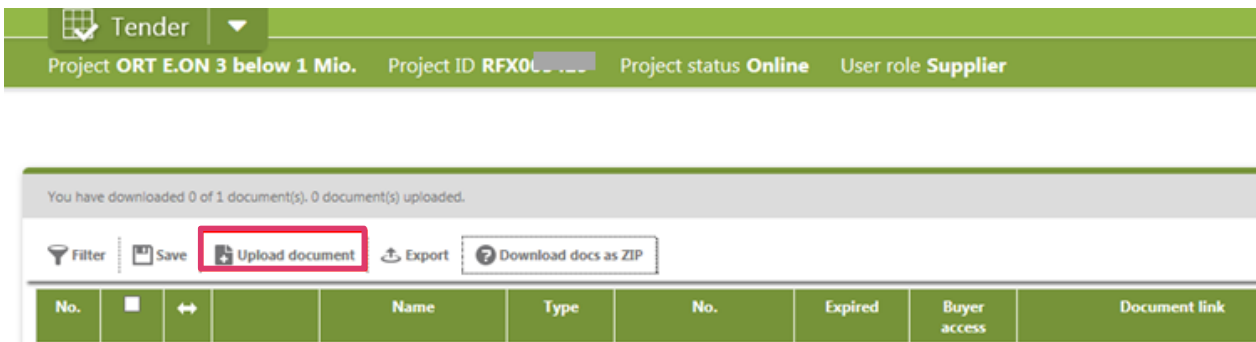 Tender
Project ORT E.ON 3 below 1 Mio. Project ID Project status Online User role Supplier
You have downloaded 0 of 1 document(s). 0 document(s) uploaded.
Filter Save Upload document Export Download docs as ZIP
No. Name Type No. Expired Buyer access Document link